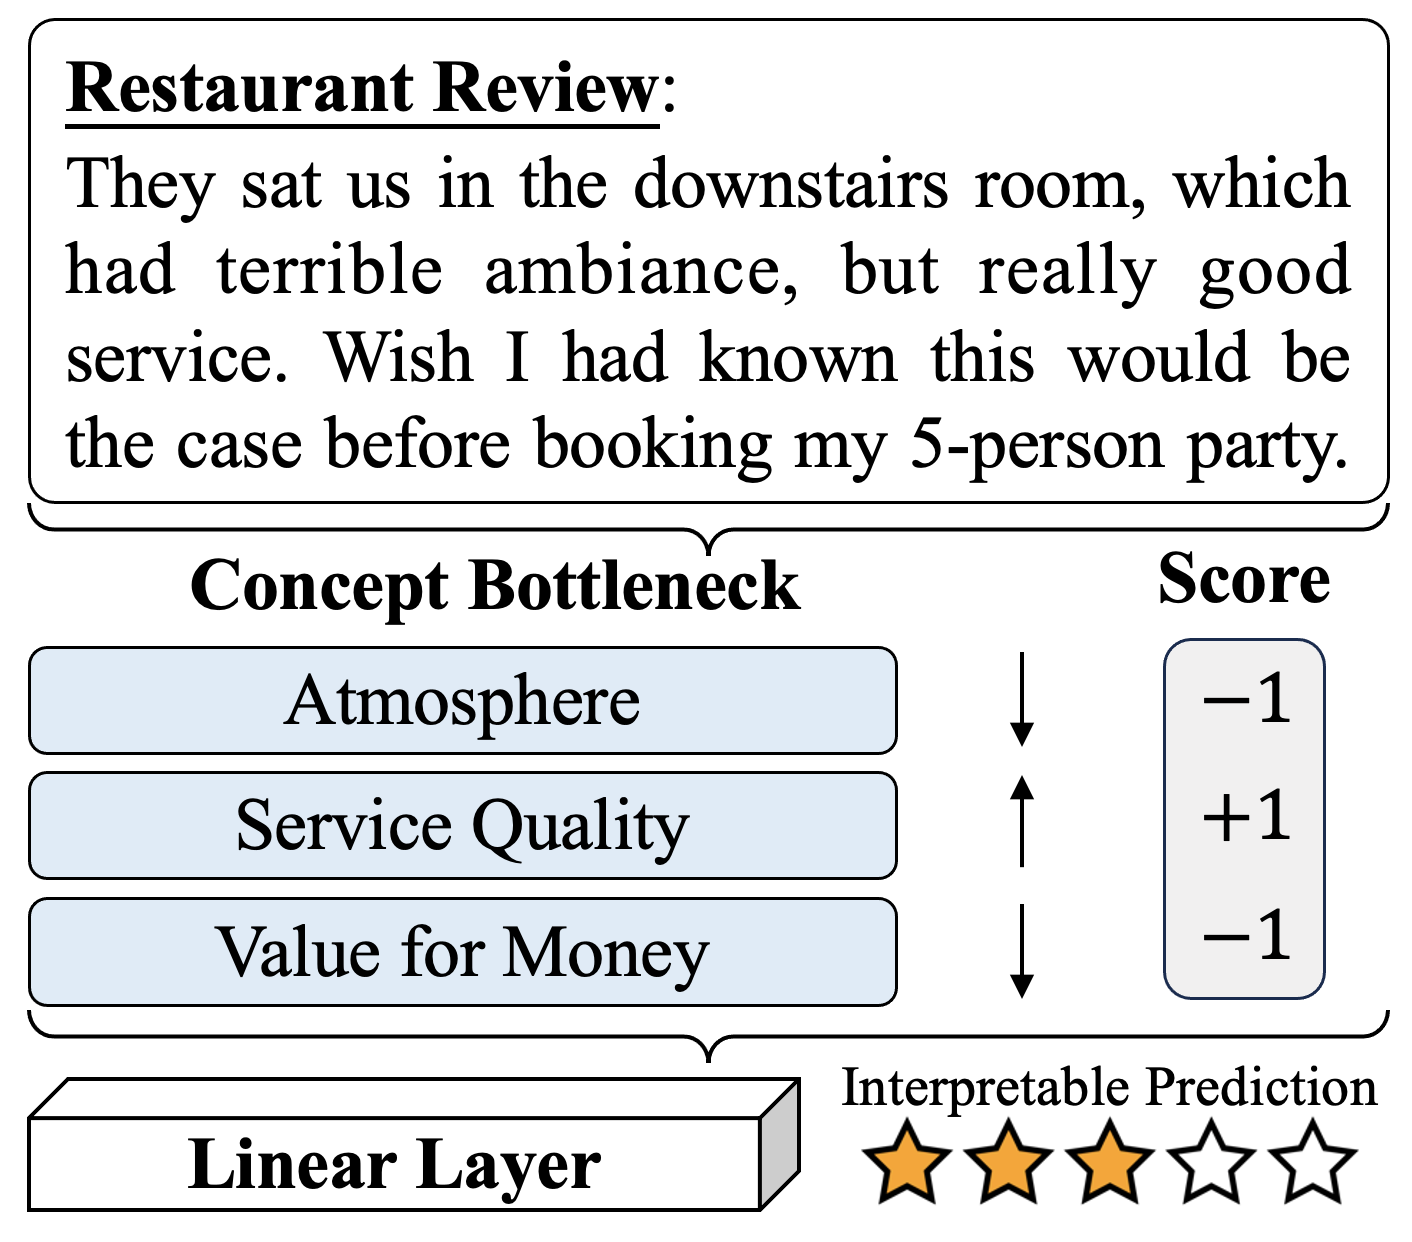 Restaurant Review:
They sat us in the downstairs room, which
had terrible ambiance, but really good
service. Wish I had known this would be
the case before booking my 5-person party.
Concept Bottleneck Score
Atmosphere −1
Service Quality +1
Value for Money −1
Interpretable Prediction
Linear Layer